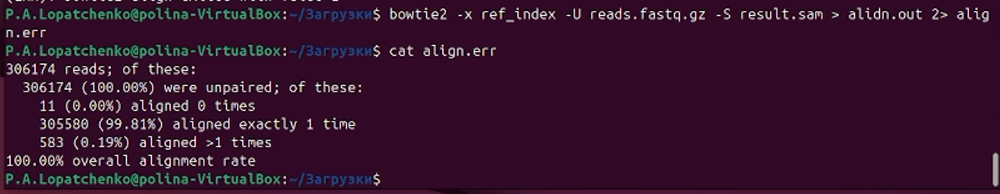 P.A.Lopatchenko@polina-VirtualBox:~/Загрузки$ bowtie2 -x ref_index -U reads.fastq.gz -S result.sam > alidn.out 2> alig
n.err
P.A.Lopatchenko@polina-VirtualBox:~/Загрузки$ cat align.err
306174 reads; of these:
  306174 (100.00%) were unpaired; of these:
    11 (0.00%) aligned 0 times
    305580 (99.81%) aligned exactly 1 time
    583 (0.19%) aligned >1 times
100.00% overall alignment rate
P.A.Lopatchenko@polina-VirtualBox:~/Загрузки$